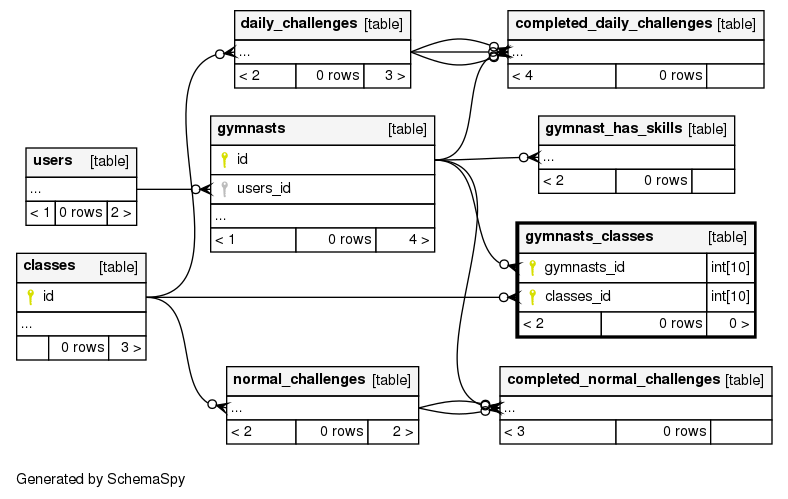 daily_challenges [table]
...
< 2 0 rows 3 >
completed_daily_challenges [table]
...
< 4 0 rows
gymnasts [table]
id
users_id
...
< 1 0 rows 4 >
gymnast_has_skills [table]
...
< 2 0 rows
users [table]
...
< 1 0 rows 2 >
gymnasts_classes [table]
gymnasts_id int[10]
classes_id int[10]
< 2 0 rows 0 >
classes [table]
id
...
0 rows 3 >
normal_challenges [table]
...
< 2 0 rows 2 >
completed_normal_challenges [table]
...
< 3 0 rows
Generated by SchemaSpy